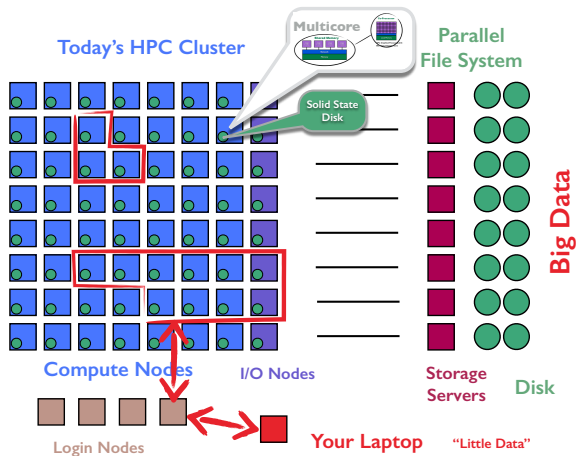 Today's HPC Cluster
Multicore
Parallel
File System
Solid State
Disk
Big Data
Compute Nodes
I/O Nodes
Storage
Servers
Disk
Login Nodes
Your Laptop
“Little Data”